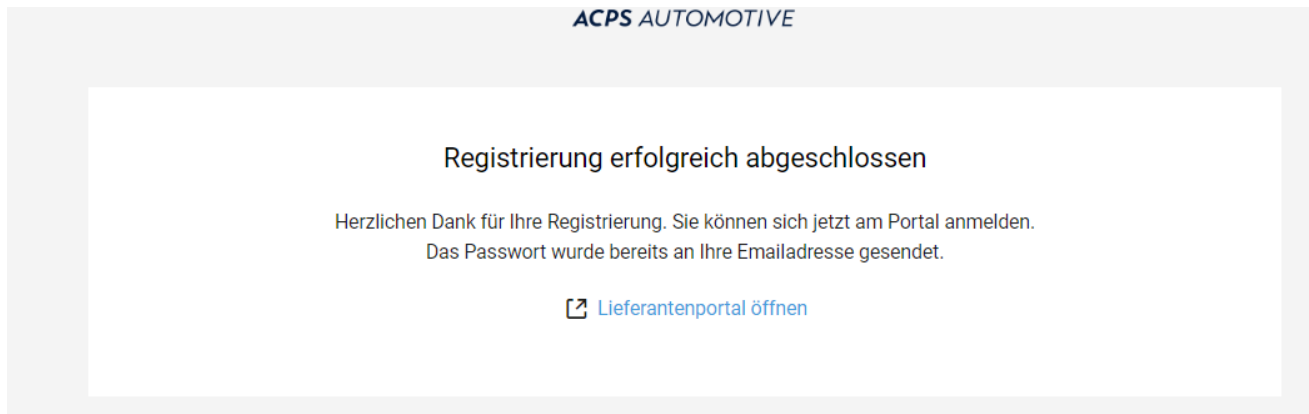 ACPS AUTOMOTIVE
Registrierung erfolgreich abgeschlossen
Herzlichen Dank für Ihre Registrierung. Sie können sich jetzt am Portal anmelden.
Das Passwort wurde bereits an Ihre Emailadresse gesendet.
Lieferantenportal öffnen